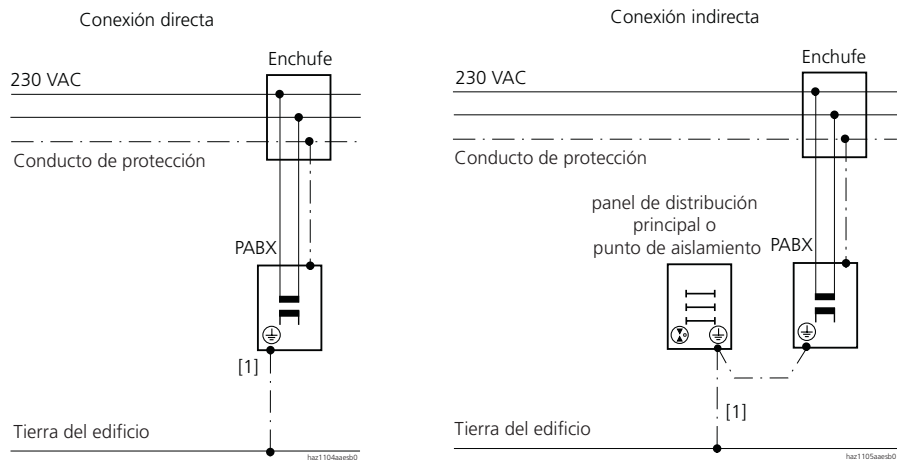 Conexión directa
Enchufe
230 VAC
Conducto de protección
PABX
[1]
Tierra del edificio
haz1104aaesb0
Conexión indirecta
Enchufe
230 VAC
Conducto de protección
panel de distribución
principal o
punto de aislamiento
PABX
[1]
Tierra del edificio
haz1105aaesb0